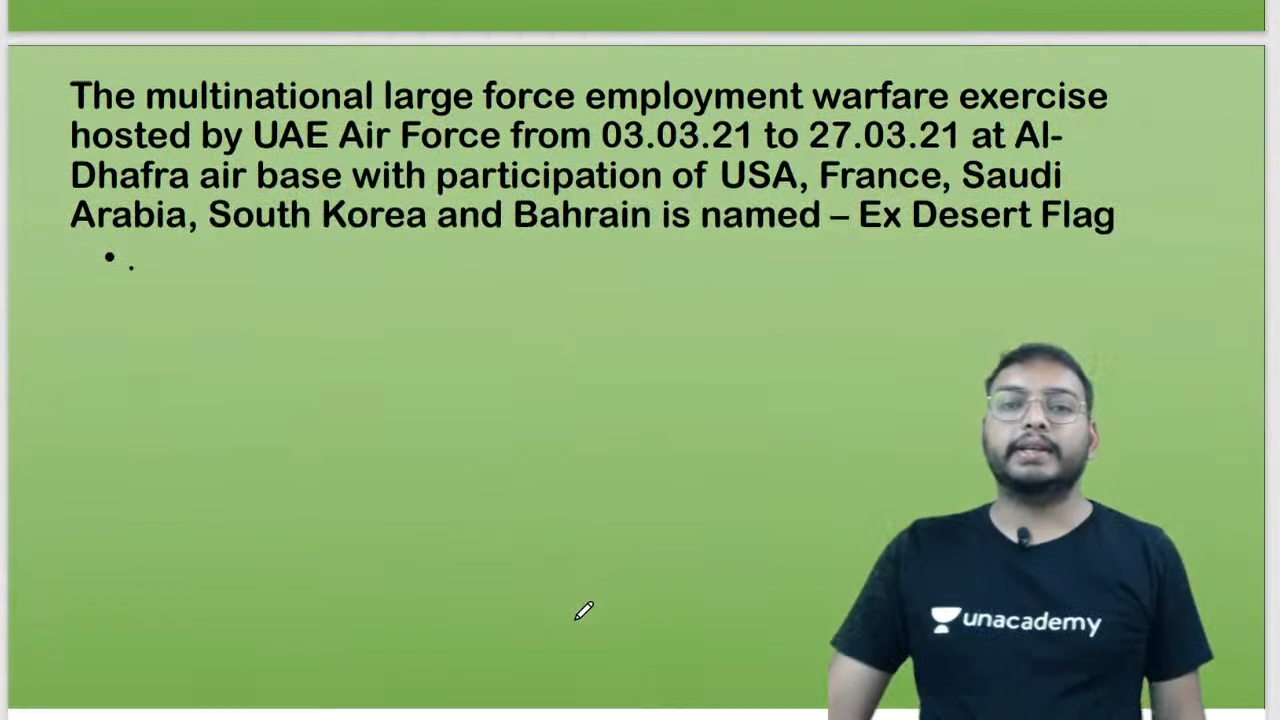 The multinational large force employment warfare exercise
hosted by UAE Air Force from 03.03.21 to 27.03.21 at Al-
Dhafra air base with participation of USA, France, Saudi
Arabia, South Korea and Bahrain is named – Ex Desert Flag
• .
unacademy